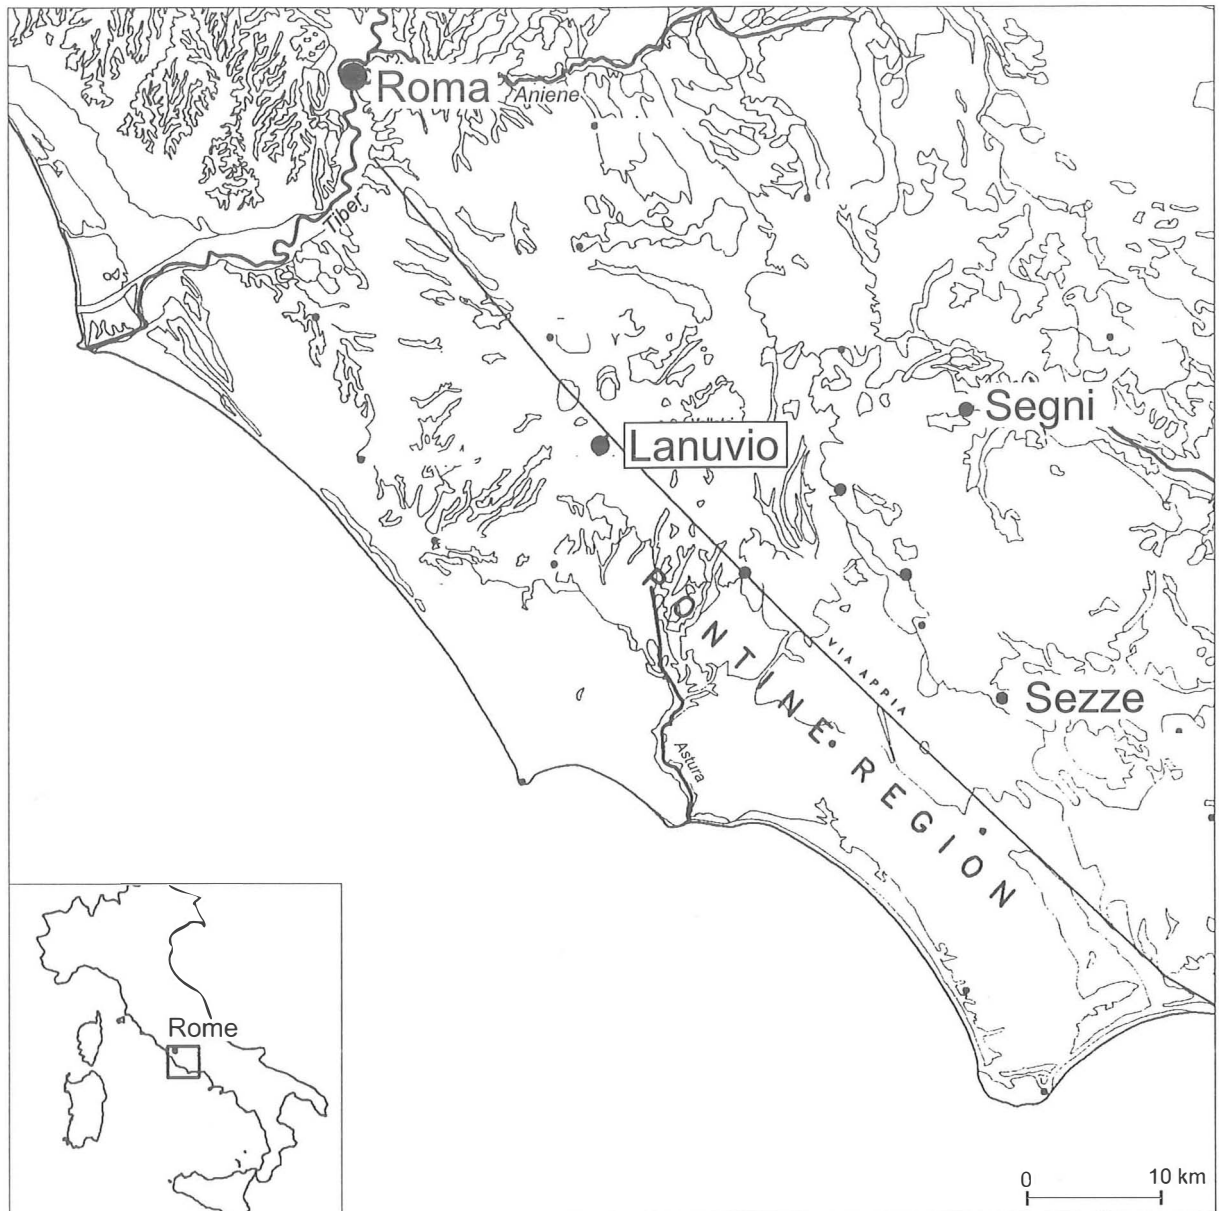 Roma
Aniene
Tiber
Segni
Lanuvio
PONTINE REGION
VIA APPIA
Sezze
Astura
Rome
0 10 km